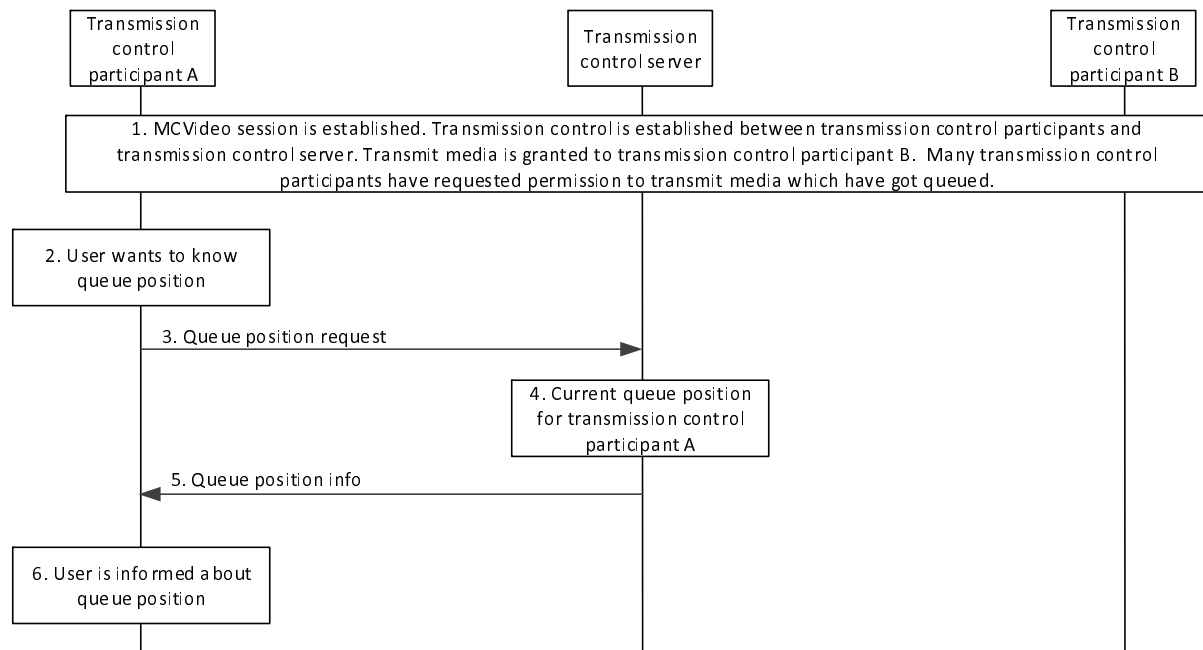 Transmission
control
participant A
Transmission
control server
Transmission
control
participant B
1. MCVideo session is established. Transmission control is established between transmission control participants and
transmission control server. Transmit media is granted to transmission control participant B. Many transmission control
participants have requested permission to transmit media which have got queued.
2. User wants to know
queue position
3. Queue position request
4. Current queue position
for transmission control
participant A
5. Queue position info
6. User is informed about
queue position